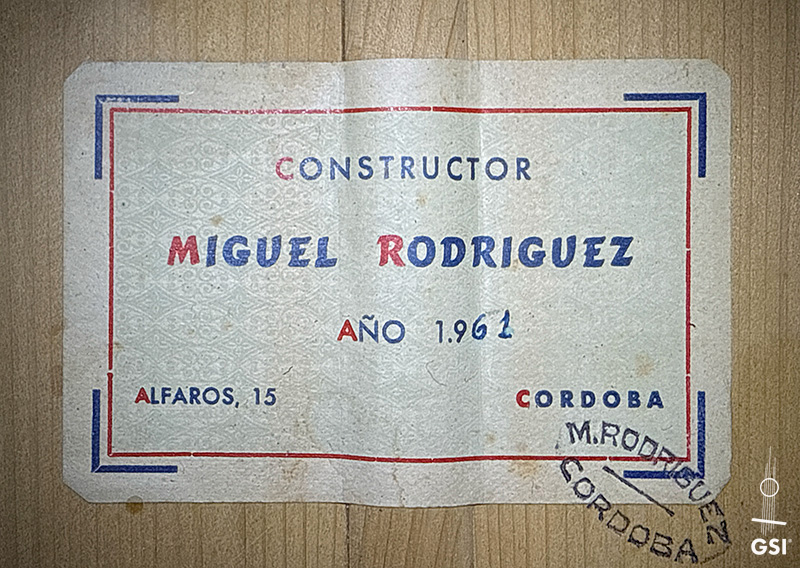 CONSTRUCTOR
MIGUEL RODRIGUEZ
AÑO 1.961
ALFAROS, 15 CORDOBA
M.RODRIGUEZ
CORDOBA
GSI